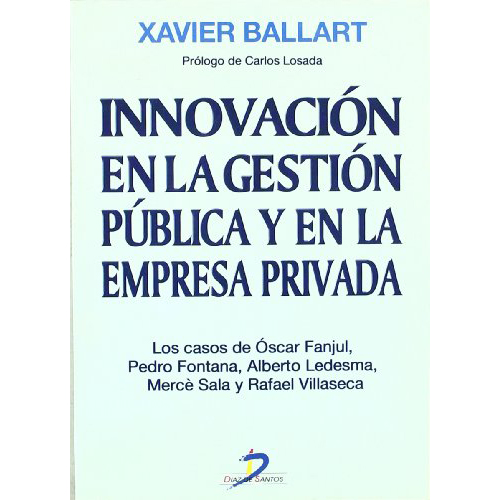 XAVIER BALLART
Prólogo de Carlos Losada
INNOVACIÓN
EN LA GESTIÓN
PÚBLICA Y EN LA
EMPRESA PRIVADA
Los casos de Óscar Fanjul,
Pedro Fontana, Alberto Ledesma,
Mercè Sala y Rafael Villaseca
DIAZ DE SANTOS